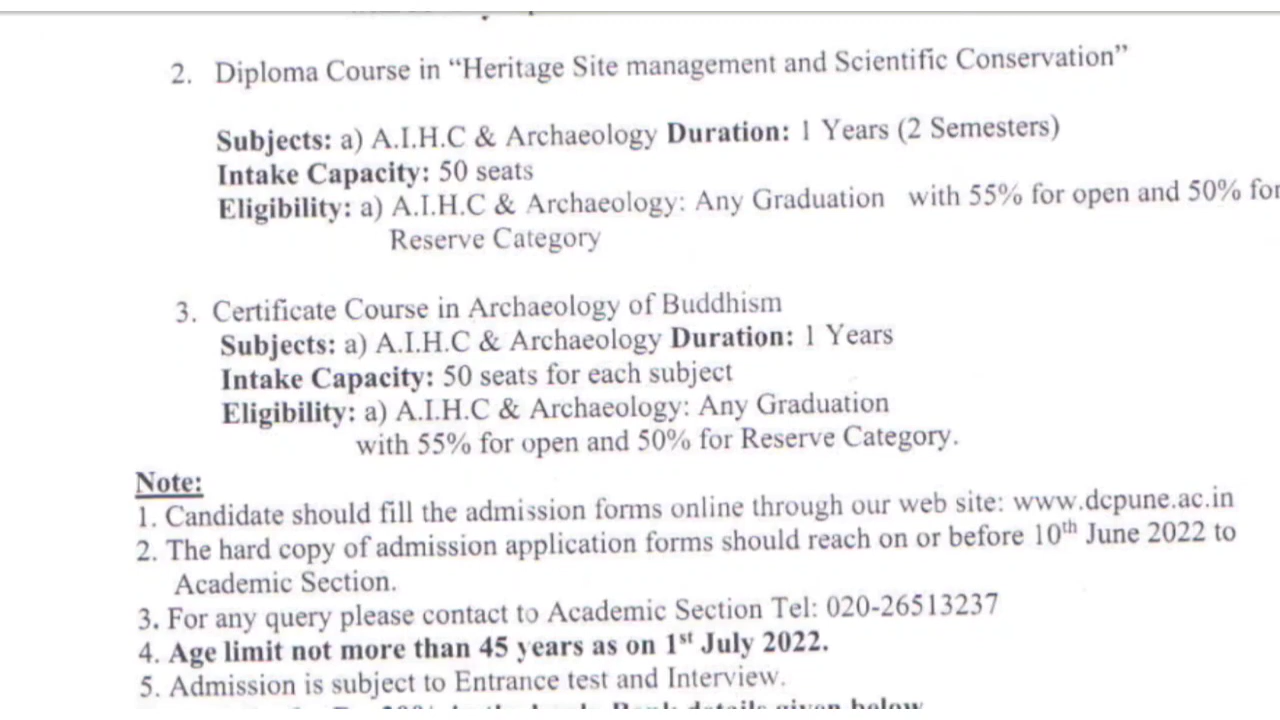 2. Diploma Course in “Heritage Site management and Scientific Conservation”
Subjects: a) A.I.H.C & Archaeology Duration: 1 Years (2 Semesters)
Intake Capacity: 50 seats
Eligibility: a) A.I.H.C & Archaeology: Any Graduation with 55% for open and 50% for
Reserve Category
3. Certificate Course in Archaeology of Buddhism
Subjects: a) A.I.H.C & Archaeology Duration: 1 Years
Intake Capacity: 50 seats for each subject
Eligibility: a) A.I.H.C & Archaeology: Any Graduation
with 55% for open and 50% for Reserve Category.
Note:
1. Candidate should fill the admission forms online through our web site: www.dcpune.ac.in
2. The hard copy of admission application forms should reach on or before 10th June 2022 to
Academic Section.
3. For any query please contact to Academic Section Tel: 020-26513237
4. Age limit not more than 45 years as on 1st July 2022.
5. Admission is subject to Entrance test and Interview.
Bank details given below